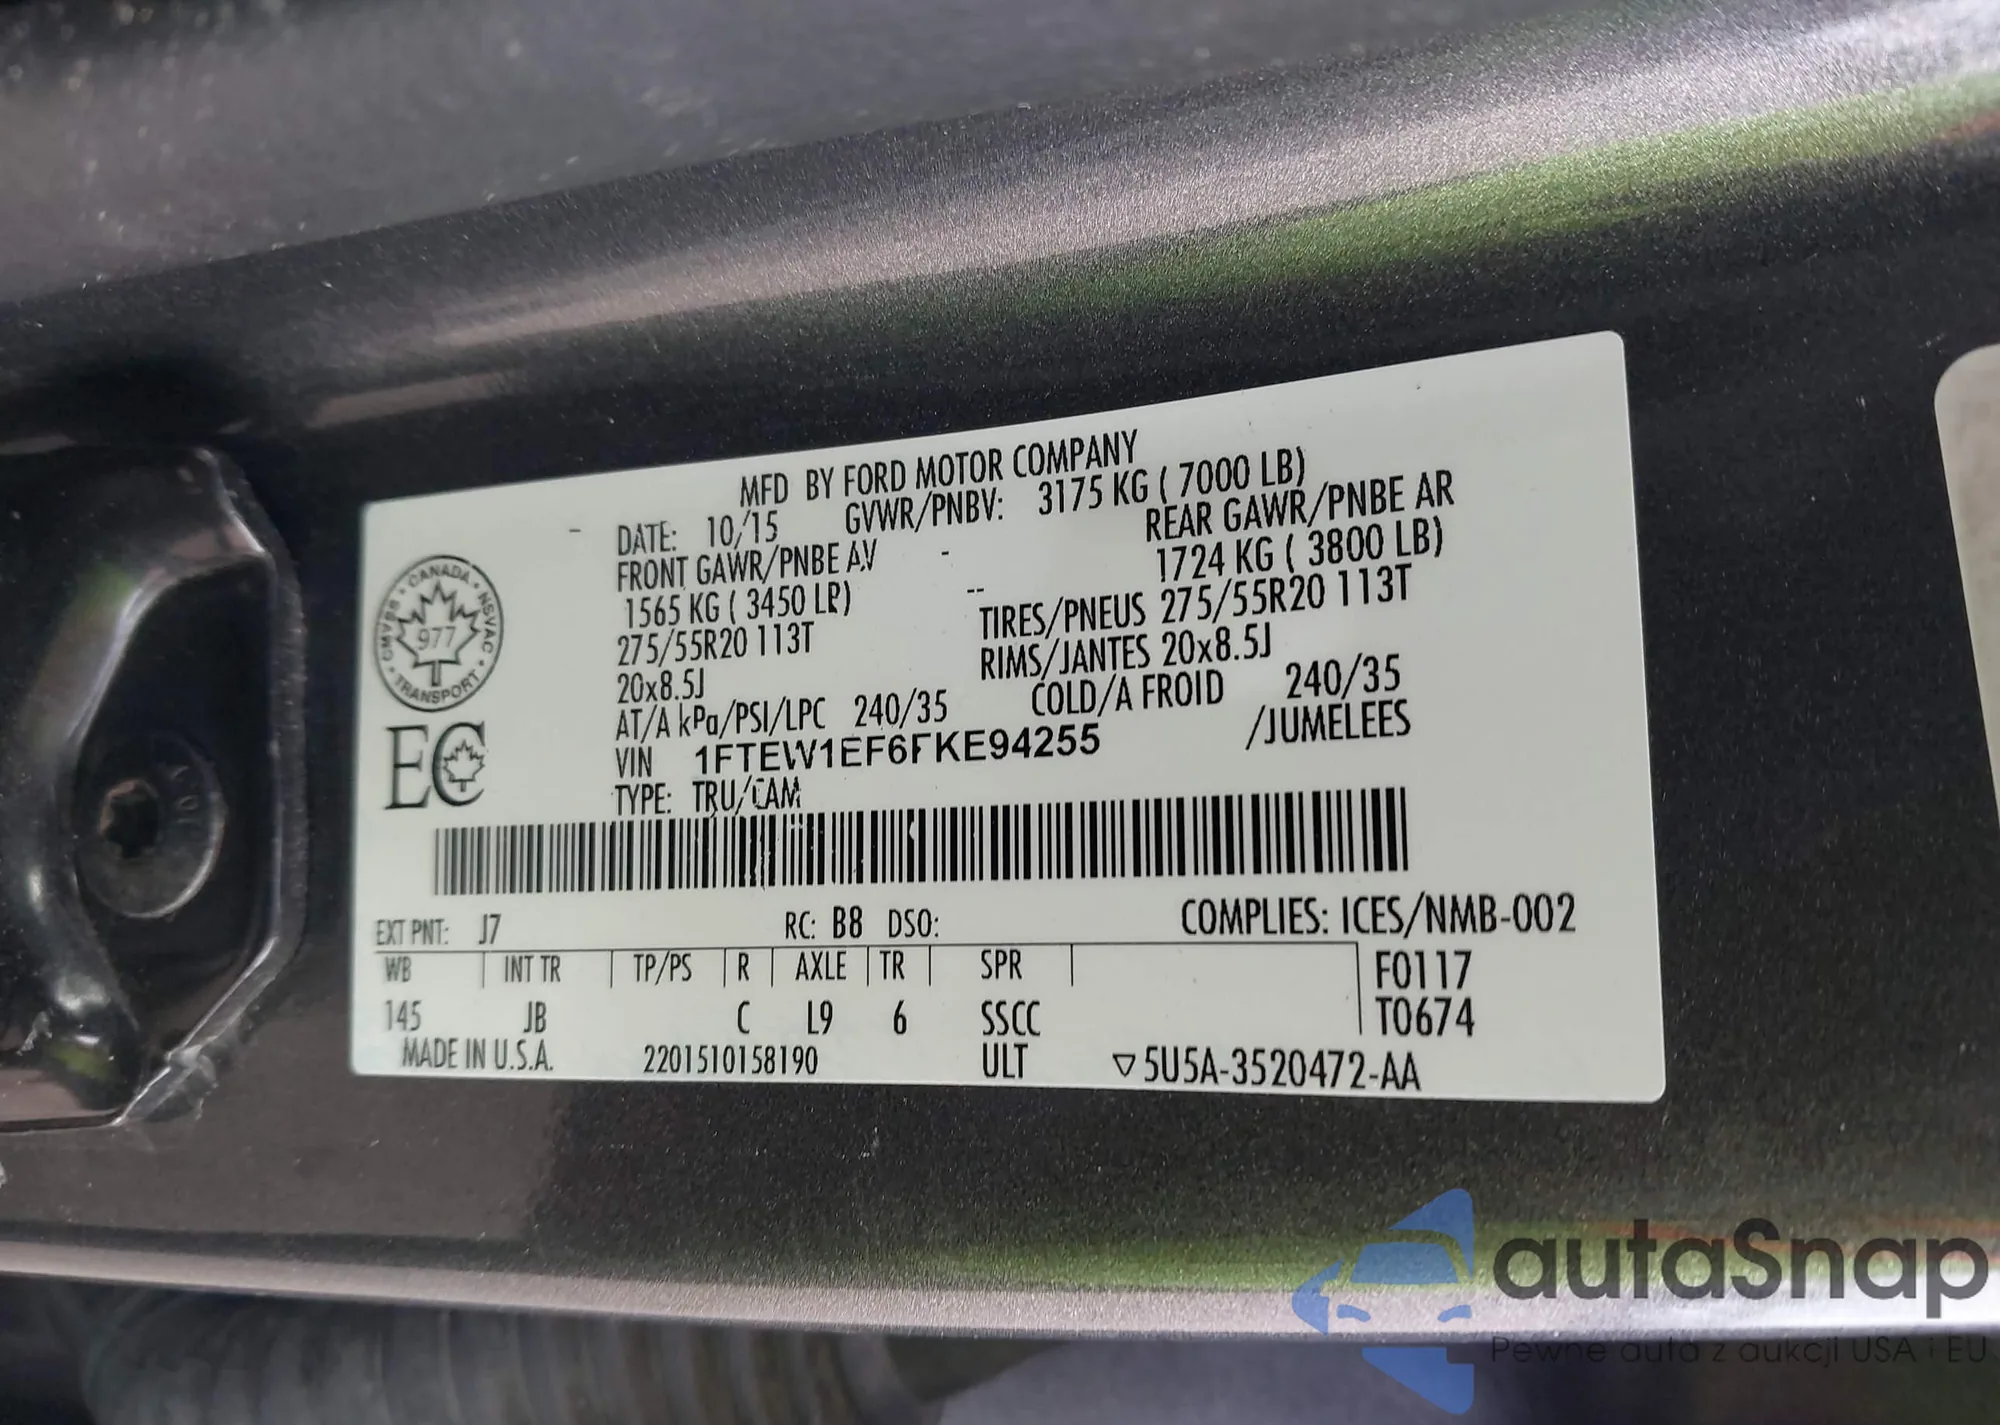 MFD BY FORD MOTOR COMPANY
DATE: 10/15 GVWR/PNBV: 3175 KG ( 7000 LB)
FRONT GAWR/PNBE AV - REAR GAWR/PNBE AR
1565 KG ( 3450 LB) -- 1724 KG ( 3800 LB)
275/55R20 113T TIRES/PNEUS 275/55R20 113T
20x8.5J RIMS/JANTES 20x8.5J
AT/A kPa/PSI/LPC 240/35 COLD/A FROID 240/35
VIN 1FTEW1EF6FKE94255 /JUMELEES
TYPE: TRU/CAM
CANADA · NSVAC · TRANSPORT · CMVSS
977
EC
EXT PNT: J7 RC: B8 DSO: COMPLIES: ICES/NMB-002
WB INT TR TP/PS R AXLE TR SPR F0117
145 JB C L9 6 SSCC T0674
MADE IN U.S.A. 2201510158190 ULT ▽5U5A-3520472-AA
autaSnap
Pewne auta z aukcji USA i EU